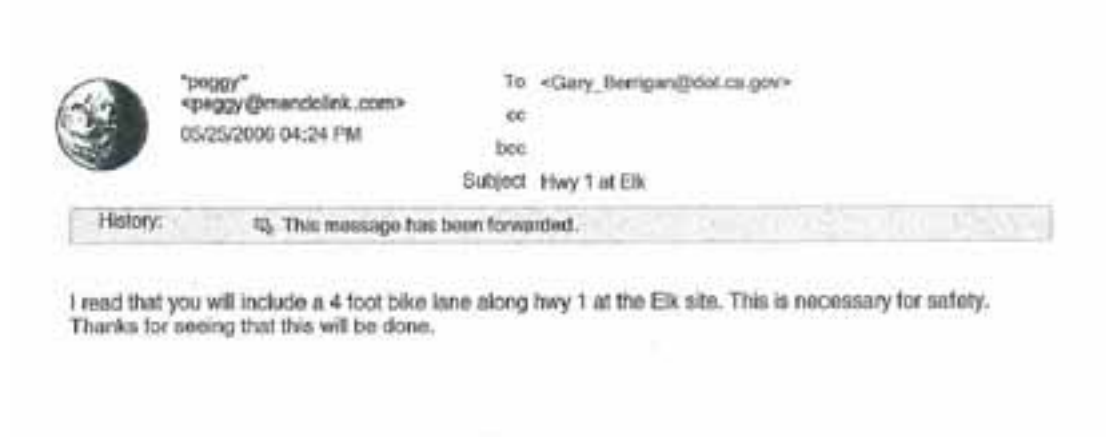 "peggy"
<peggy@mendolink.com>
05/25/2006 04:24 PM
To <Gary_Berrigan@dot.ca.gov>
cc
bcc
Subject Hwy 1 at Elk
History: This message has been forwarded.
I read that you will include a 4 foot bike lane along hwy 1 at the Elk site. This is necessary for safety.
Thanks for seeing that this will be done.